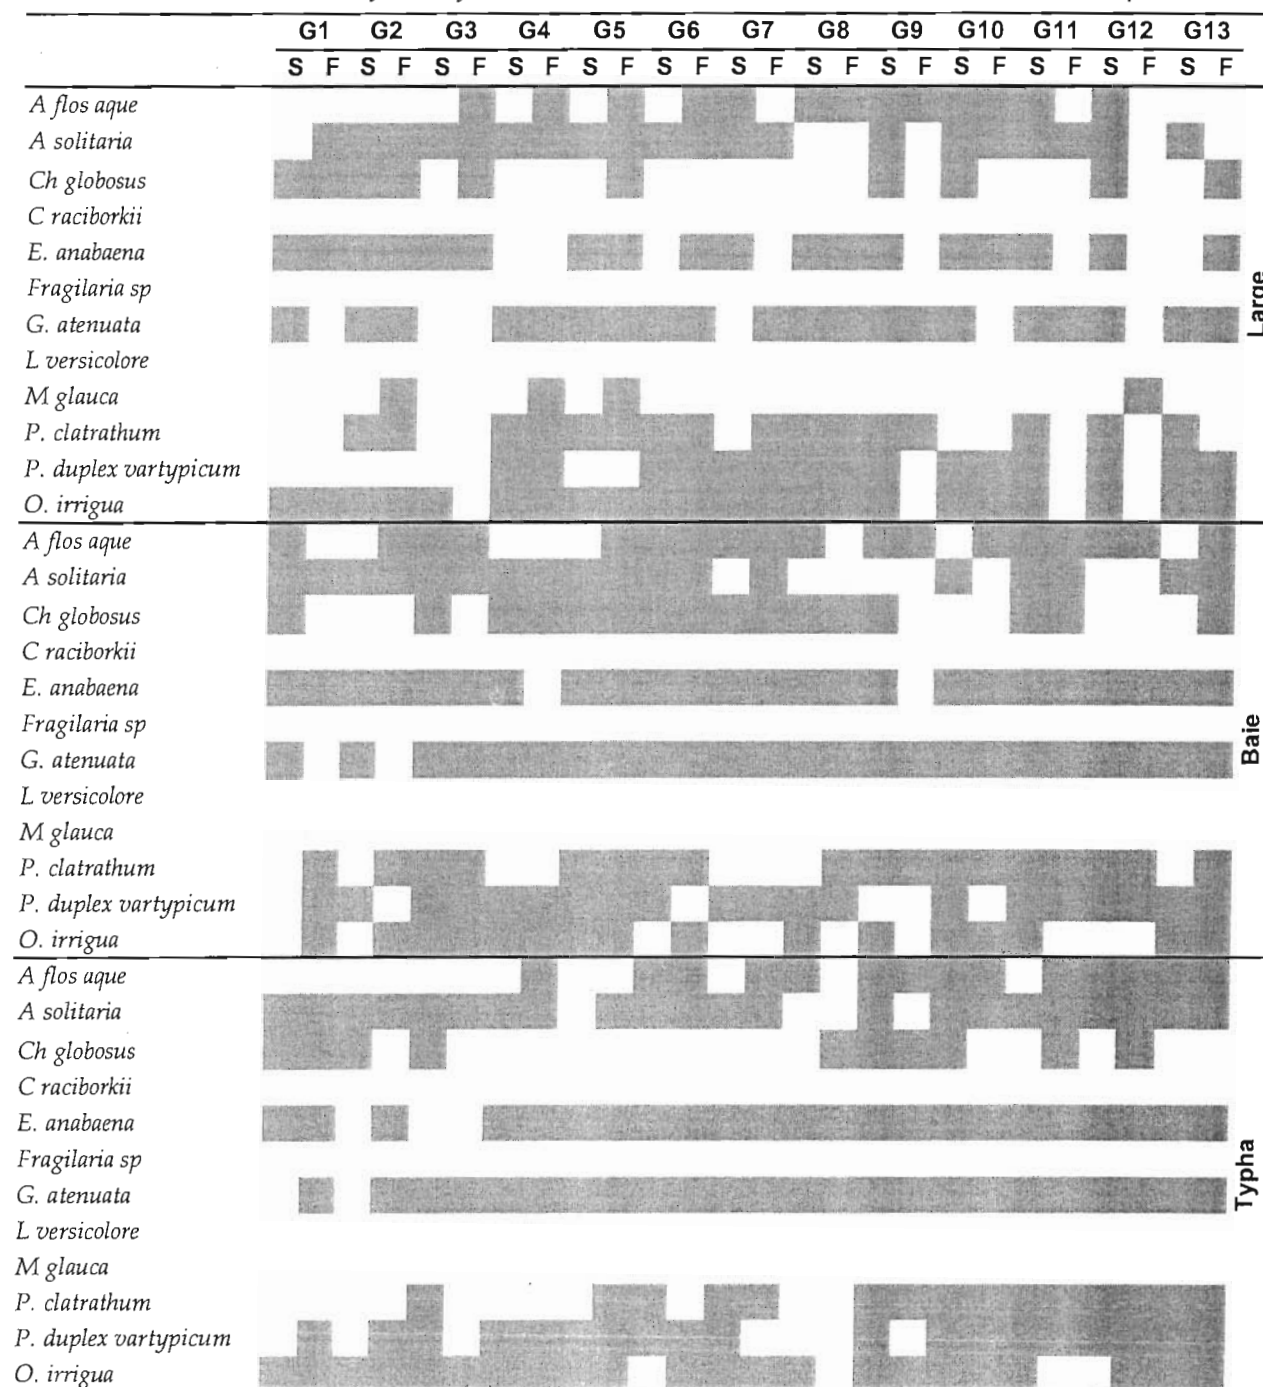 G1 G2 G3 G4 G5 G6 G7 G8 G9 G10 G11 G12 G13
S F S F S F S F S F S F S F S F S F S F S F S F S F
A flos aque
A solitaria
Ch globosus
C raciborkii
E. anabaena
Fragilaria sp
G. atenuata
L versicolore
M glauca
P. clatrathum
P. duplex vartypicum
O. irrigua
Large
A flos aque
A solitaria
Ch globosus
C raciborkii
E. anabaena
Fragilaria sp
G. atenuata
L versicolore
M glauca
P. clatrathum
P. duplex vartypicum
O. irrigua
Baie
A flos aque
A solitaria
Ch globosus
C raciborkii
E. anabaena
Fragilaria sp
G. atenuata
L versicolore
M glauca
P. clatrathum
P. duplex vartypicum
O. irrigua
Typha